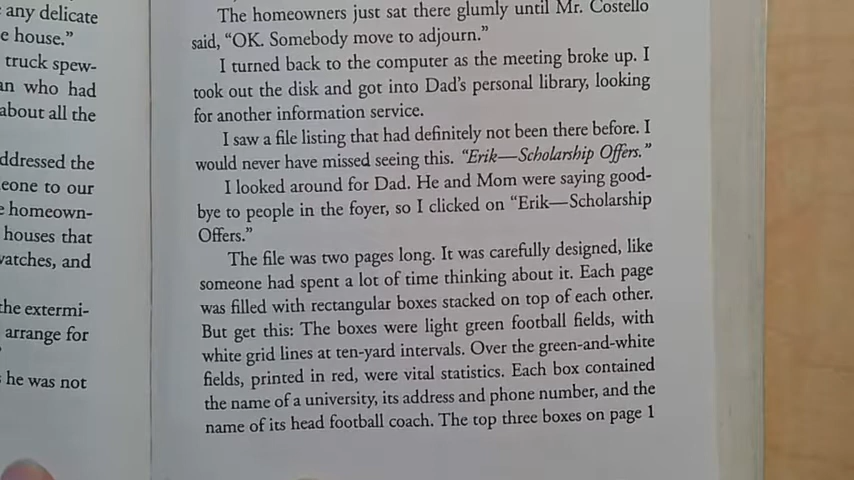 any delicate
e house."
truck spew-
an who had
about all the
ddressed the
eone to our
e homeown-
houses that
vatches, and
the extermi-
arrange for
he was not
The homeowners just sat there glumly until Mr. Costello
said, "OK. Somebody move to adjourn."
I turned back to the computer as the meeting broke up. I
took out the disk and got into Dad's personal library, looking
for another information service.
I saw a file listing that had definitely not been there before. I
would never have missed seeing this. "Erik—Scholarship Offers."
I looked around for Dad. He and Mom were saying good-
bye to people in the foyer, so I clicked on "Erik—Scholarship
Offers."
The file was two pages long. It was carefully designed, like
someone had spent a lot of time thinking about it. Each page
was filled with rectangular boxes stacked on top of each other.
But get this: The boxes were light green football fields, with
white grid lines at ten-yard intervals. Over the green-and-white
fields, printed in red, were vital statistics. Each box contained
the name of a university, its address and phone number, and the
name of its head football coach. The top three boxes on page 1